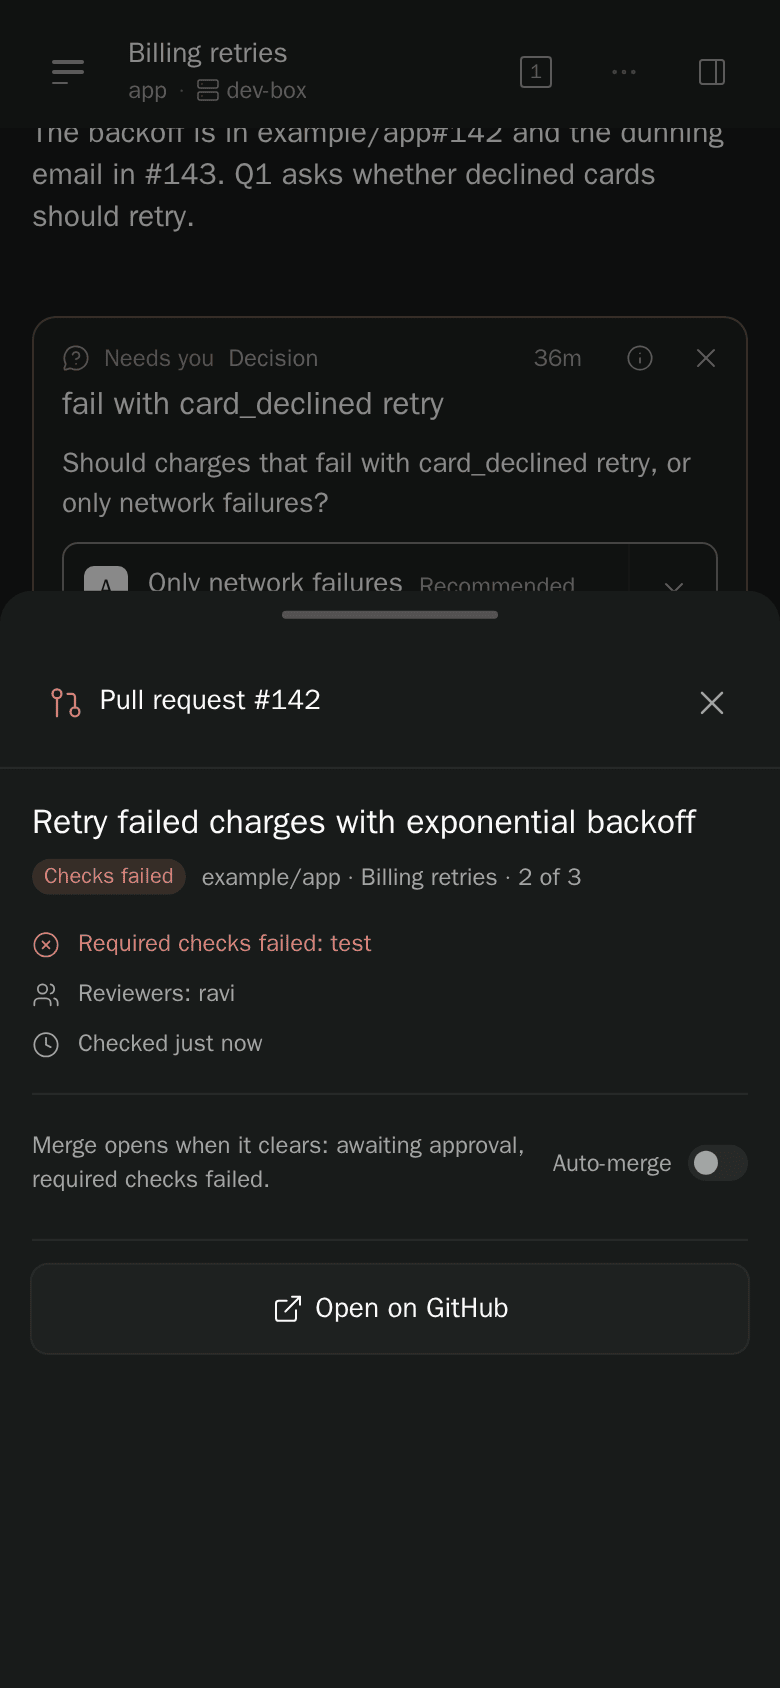 Billing retries
1
app · dev-box
The backoff is in example/app#142 and the dunning
email in #143. Q1 asks whether declined cards
should retry.
Needs you Decision 36m
fail with card_declined retry
Should charges that fail with card_declined retry, or
only network failures?
A Only network failures Recommended
Pull request #142
Retry failed charges with exponential backoff
Checks failed example/app · Billing retries · 2 of 3
Required checks failed: test
Reviewers: ravi
Checked just now
Merge opens when it clears: awaiting approval,
required checks failed.
Auto-merge
Open on GitHub